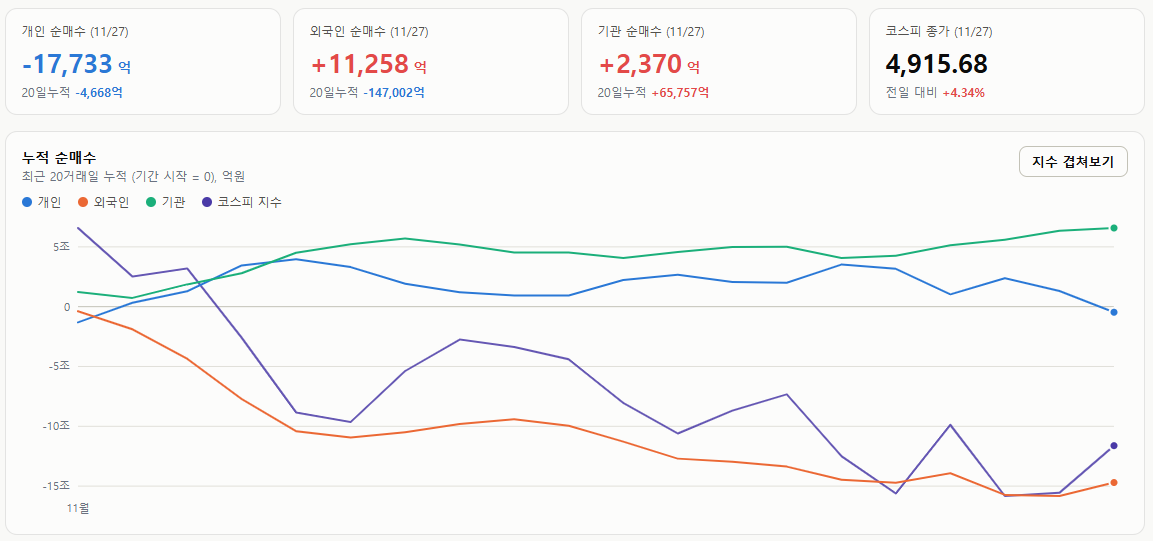 개인 순매수 (11/27)
-17,733 억
20일누적 -4,668억
외국인 순매수 (11/27)
+11,258 억
20일누적 -147,002억
기관 순매수 (11/27)
+2,370 억
20일누적 +65,757억
코스피 종가 (11/27)
4,915.68
전일 대비 +4.34%
누적 순매수
최근 20거래일 누적 (기간 시작 = 0), 억원
지수 겹쳐보기
개인 외국인 기관 코스피 지수
5조
0
-5조
-10조
-15조
11월